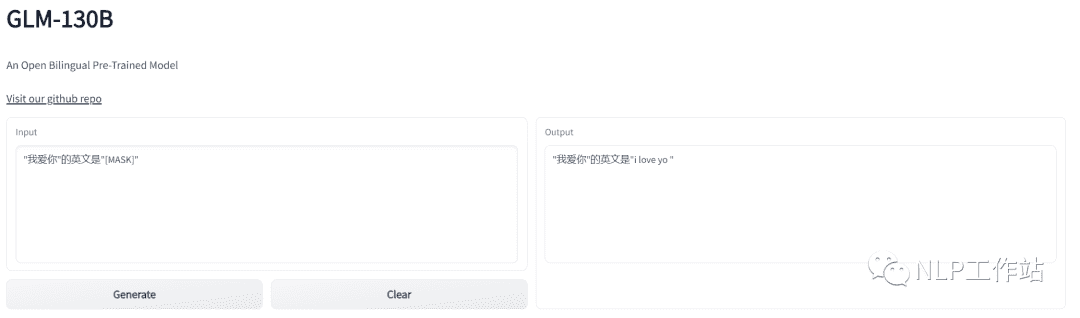 GLM-130B
An Open Bilingual Pre-Trained Model
Visit our github repo
Input
"我爱你"的英文是"[MASK]"
Output
"我爱你"的英文是"i love yo "
Generate
Clear
NLP工作站